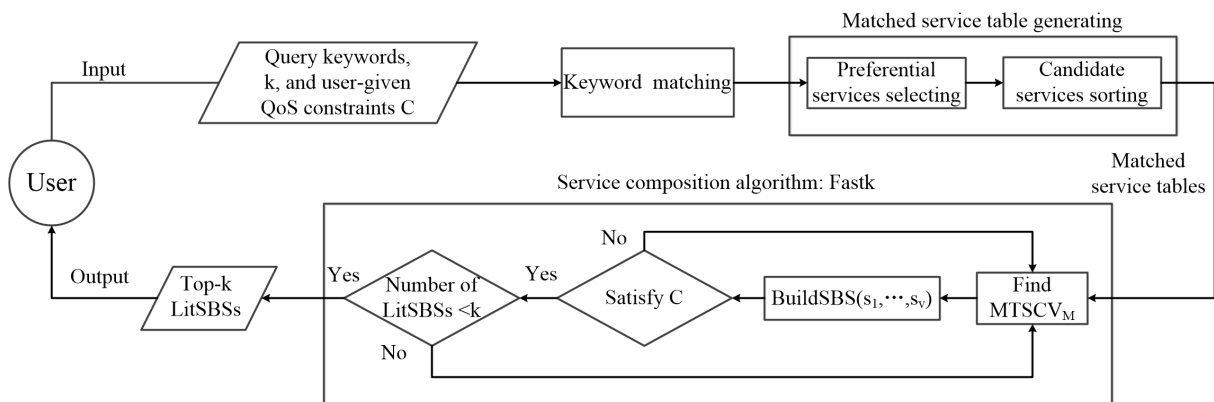 Matched service table generating
Input
Query keywords,
k, and user-given
QoS constraints C
Keyword matching
Preferential
services selecting
Candidate
services sorting
Matched
service tables
User
Service composition algorithm: Fastk
No
Find
MTSCV_M
BuildSBS(s₁,⋯,sᵥ)
Satisfy C
Yes
Number of
LitSBSs <k
Yes
No
Top-k
LitSBSs
Output